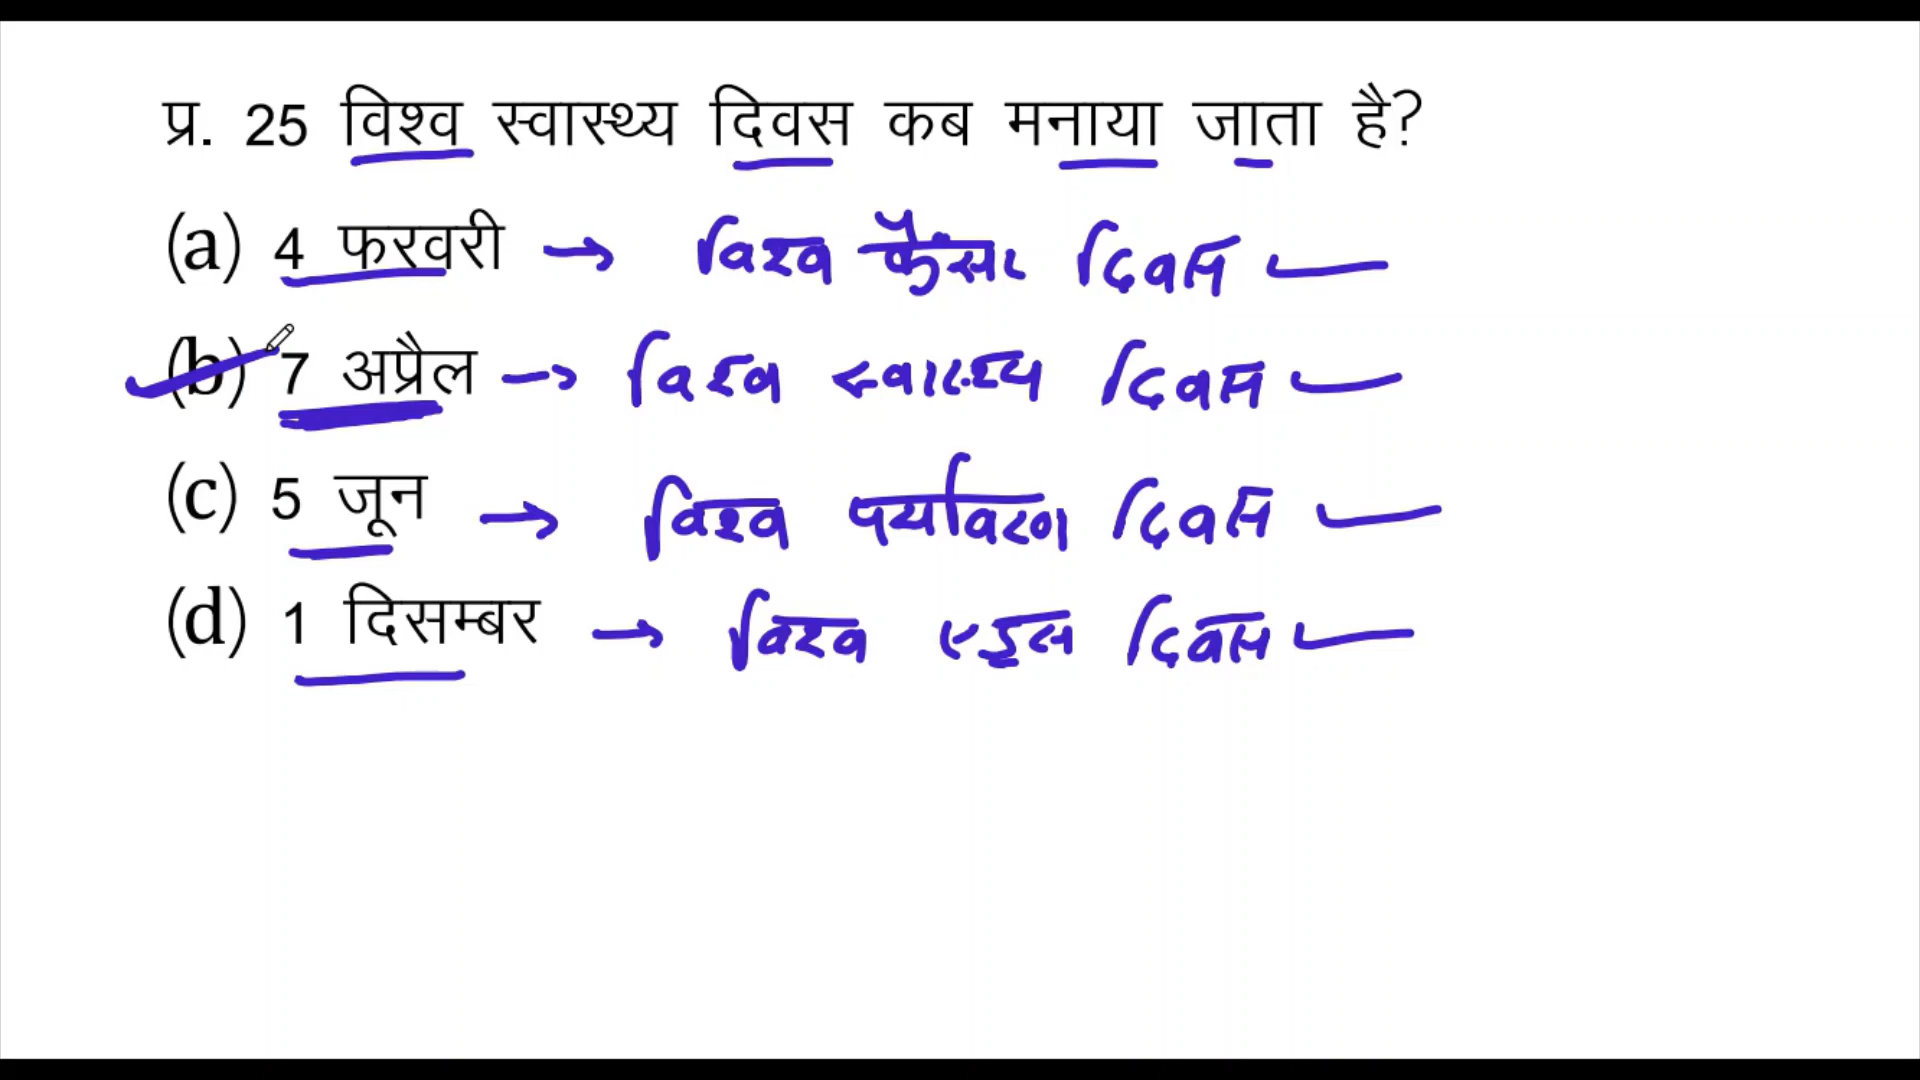 प्र. 25 विश्व स्वास्थ्य दिवस कब मनाया जाता है?
(a) 4 फरवरी → विश्व कैंसर दिवस
(b) 7 अप्रैल → विश्व स्वास्थ्य दिवस
(c) 5 जून → विश्व पर्यावरण दिवस
(d) 1 दिसम्बर → विश्व एड्स दिवस